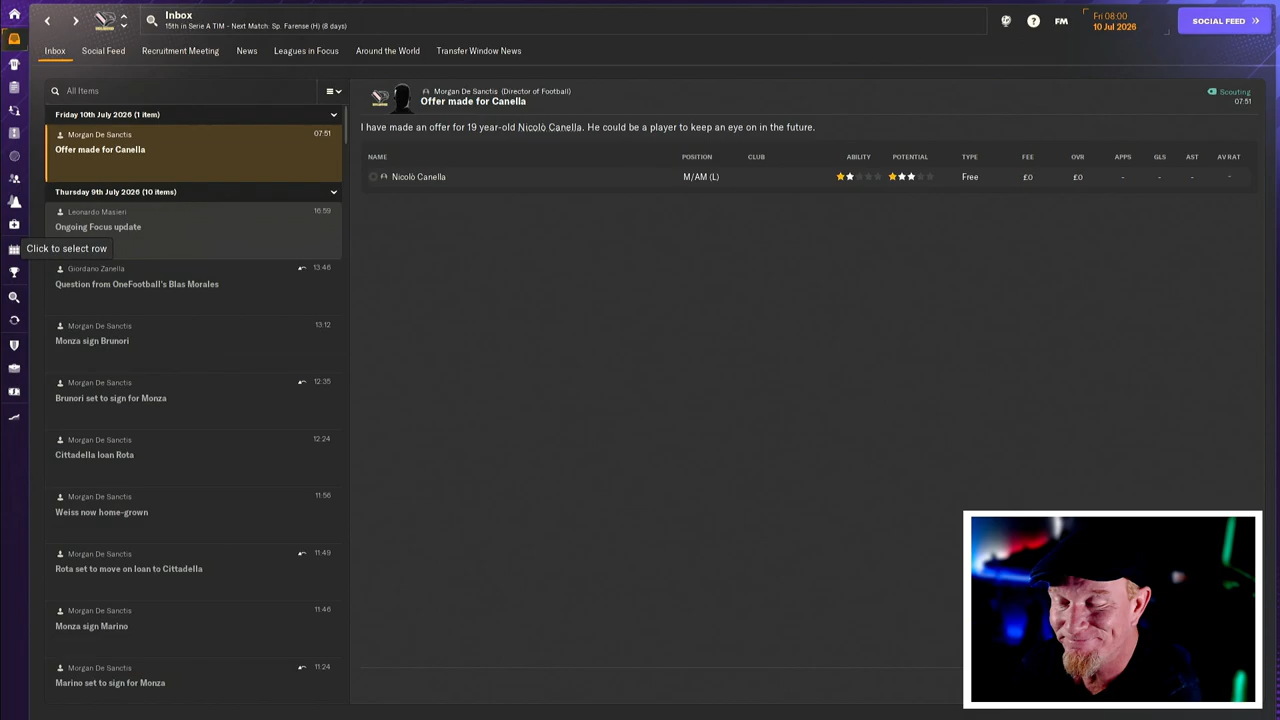 Inbox
15th in Serie A TIM - Next Match: Sp. Farense (H) (8 days)
FM
Fri 08:00
10 Jul 2026
SOCIAL FEED
Inbox
Social Feed
Recruitment Meeting
News
Leagues in Focus
Around the World
Transfer Window News
All Items
Friday 10th July 2026 (1 item)
Morgan De Sanctis 07:51
Offer made for Canella
Thursday 9th July 2026 (10 items)
Leonardo Masieri 16:59
Ongoing Focus update
Click to select row
Giordano Zanella 13:46
Question from OneFootball's Blas Morales
Morgan De Sanctis 13:12
Monza sign Brunori
Morgan De Sanctis 12:35
Brunori set to sign for Monza
Morgan De Sanctis 12:24
Cittadella loan Rota
Morgan De Sanctis 11:56
Weiss now home-grown
Morgan De Sanctis 11:49
Rota set to move on loan to Cittadella
Morgan De Sanctis 11:46
Monza sign Marino
Morgan De Sanctis 11:24
Marino set to sign for Monza
Morgan De Sanctis (Director of Football)
Offer made for Canella
Scouting
07:51
I have made an offer for 19 year-old Nicolò Canella. He could be a player to keep an eye on in the future.
NAME POSITION CLUB ABILITY POTENTIAL TYPE FEE OVR APPS GLS AST AV RAT
Nicolò Canella M/AM (L) Free £0 £0 - - - -